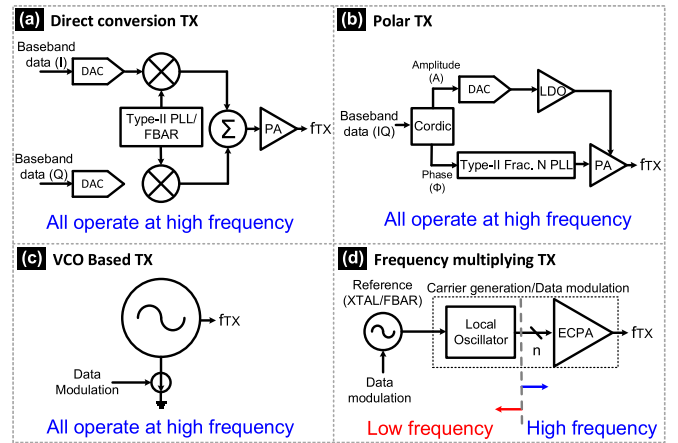 (a) Direct conversion TX
Baseband
data (I)
DAC
Type-II PLL/
FBAR
Σ
PA
fTX
Baseband
data (Q)
DAC
All operate at high frequency
(b) Polar TX
Amplitude
(A)
DAC
LDO
Baseband
data (IQ)
Cordic
Phase
(Φ)
Type-II Frac. N PLL
PA
fTX
All operate at high frequency
(c) VCO Based TX
fTX
Data
Modulation
All operate at high frequency
(d) Frequency multiplying TX
Reference
(XTAL/FBAR)
Carrier generation/Data modulation
Local
Oscillator
n
ECPA
fTX
Data
modulation
Low frequency
High frequency